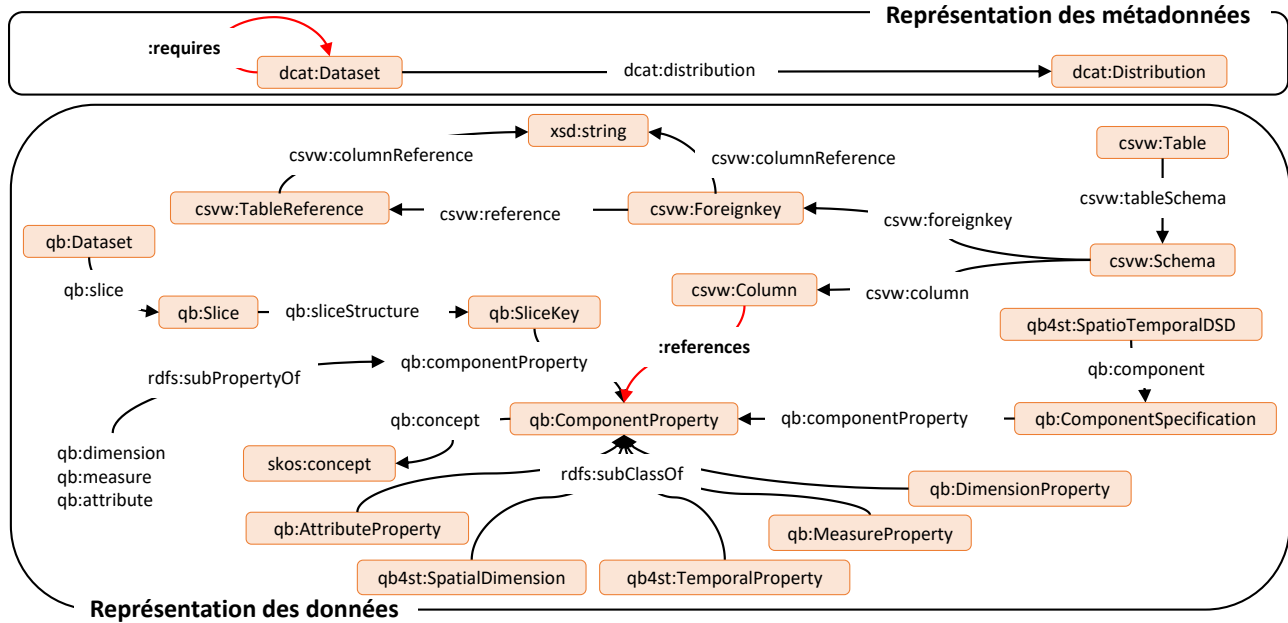 Représentation des métadonnées
:requires
dcat:Dataset
dcat:distribution
dcat:Distribution
xsd:string
csvw:columnReference
csvw:columnReference
csvw:Table
csvw:TableReference
csvw:reference
csvw:Foreignkey
csvw:tableSchema
csvw:foreignkey
qb:Dataset
csvw:Schema
qb:slice
csvw:Column
csvw:column
qb:Slice
qb:sliceStructure
qb:SliceKey
qb4st:SpatioTemporalDSD
:references
rdfs:subPropertyOf
qb:componentProperty
qb:component
qb:concept
qb:ComponentProperty
qb:componentProperty
qb:ComponentSpecification
qb:dimension
qb:measure
qb:attribute
skos:concept
rdfs:subClassOf
qb:DimensionProperty
qb:AttributeProperty
qb:MeasureProperty
qb4st:SpatialDimension
qb4st:TemporalProperty
Représentation des données